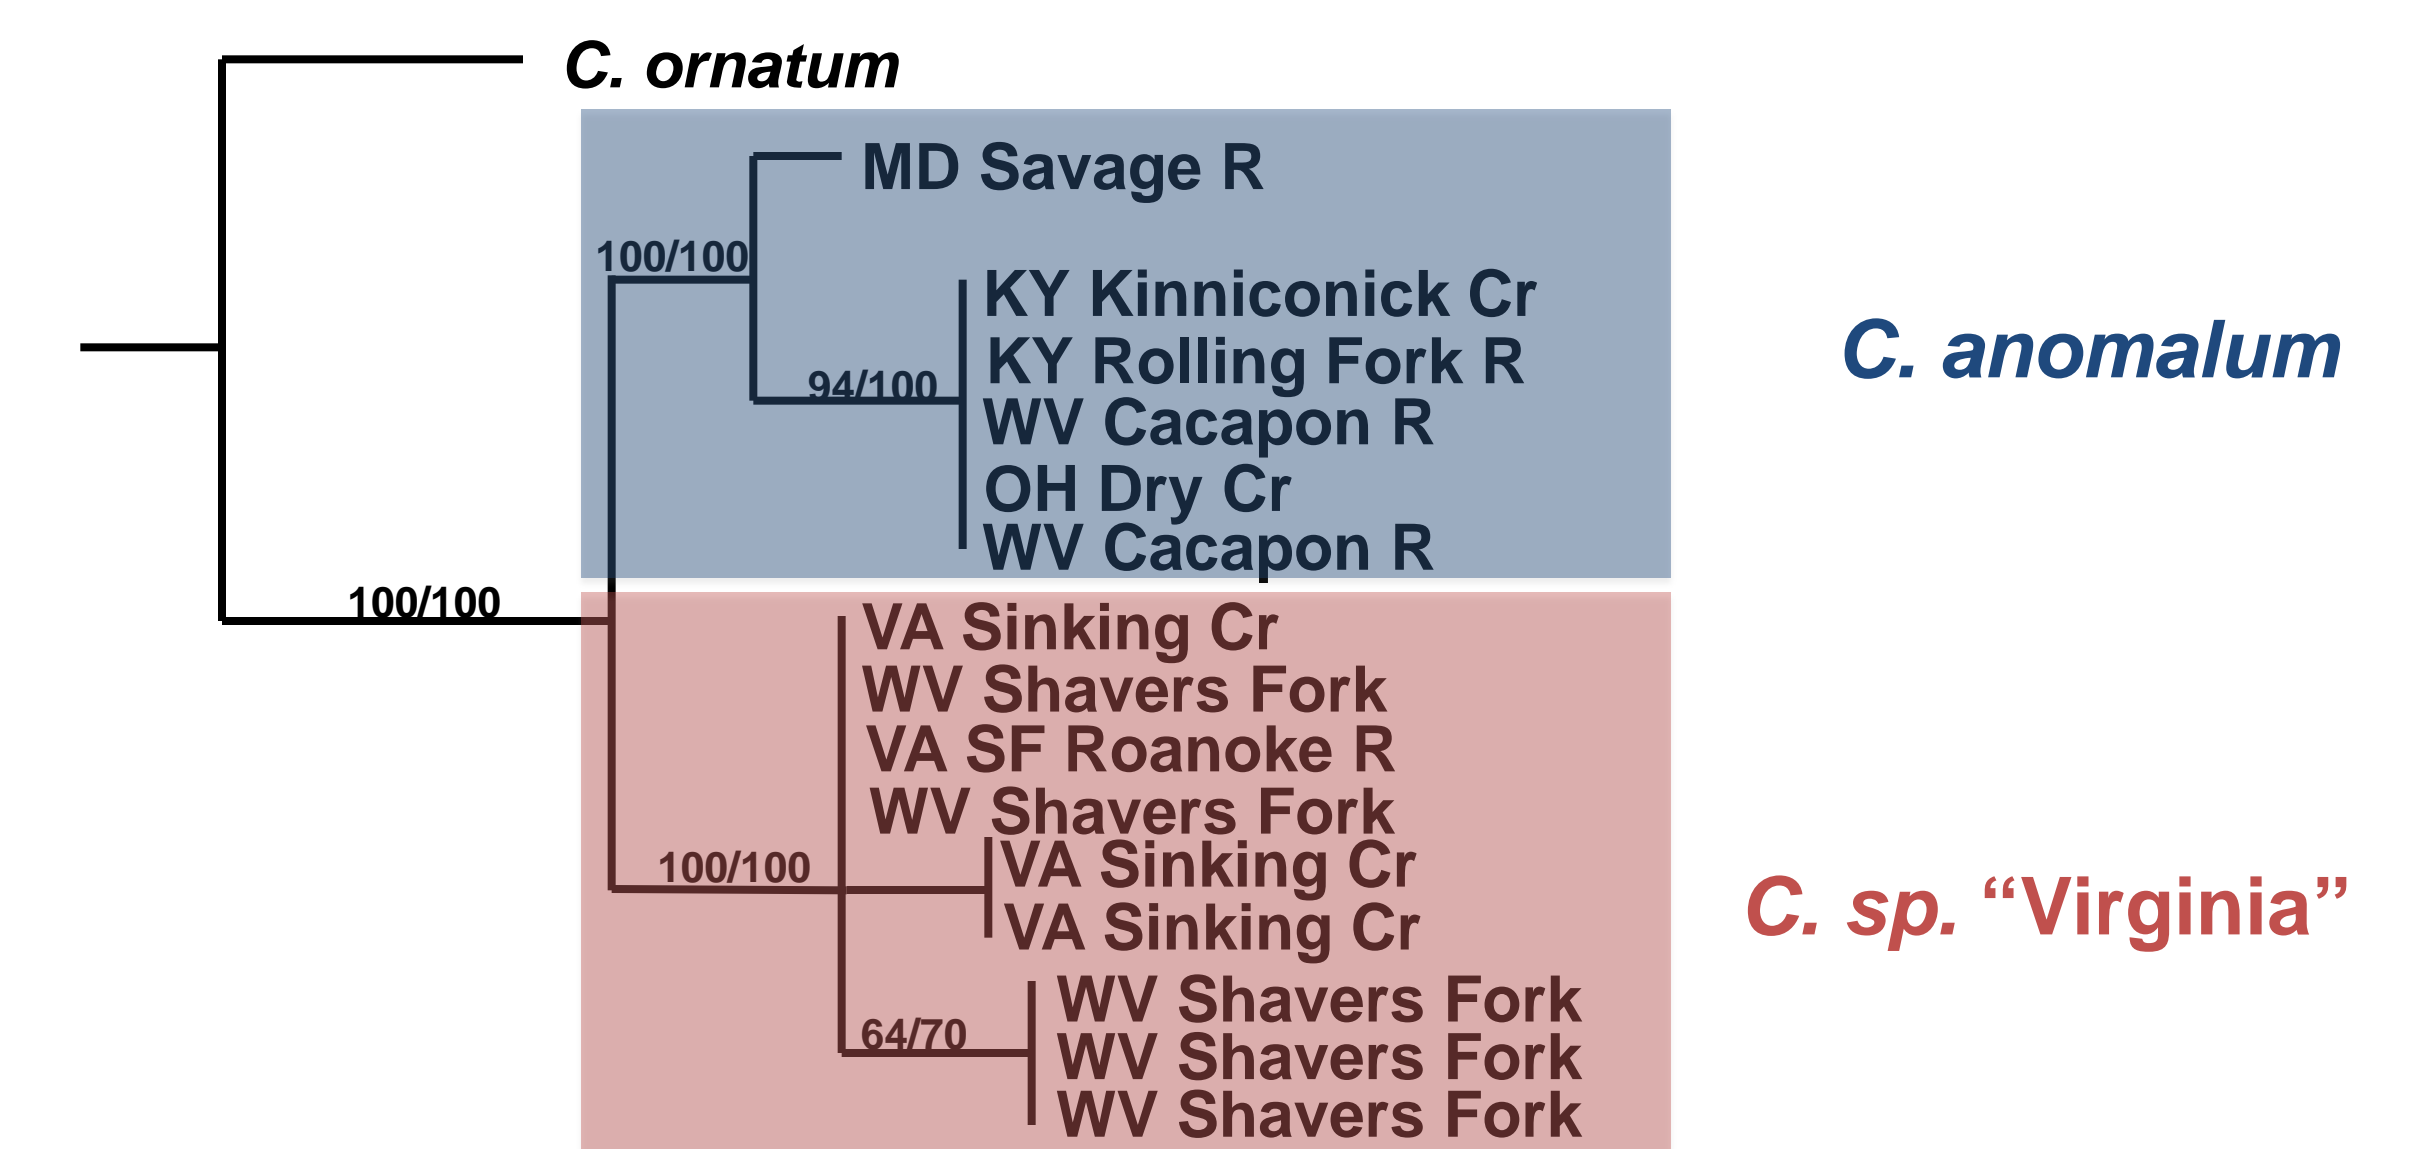 C. ornatum
MD Savage R
100/100
KY Kinniconick Cr
KY Rolling Fork R
C. anomalum
94/100
WV Cacapon R
OH Dry Cr
WV Cacapon R
100/100
VA Sinking Cr
WV Shavers Fork
VA SF Roanoke R
WV Shavers Fork
100/100
VA Sinking Cr
VA Sinking Cr
C. sp. “Virginia”
WV Shavers Fork
64/70
WV Shavers Fork
WV Shavers Fork